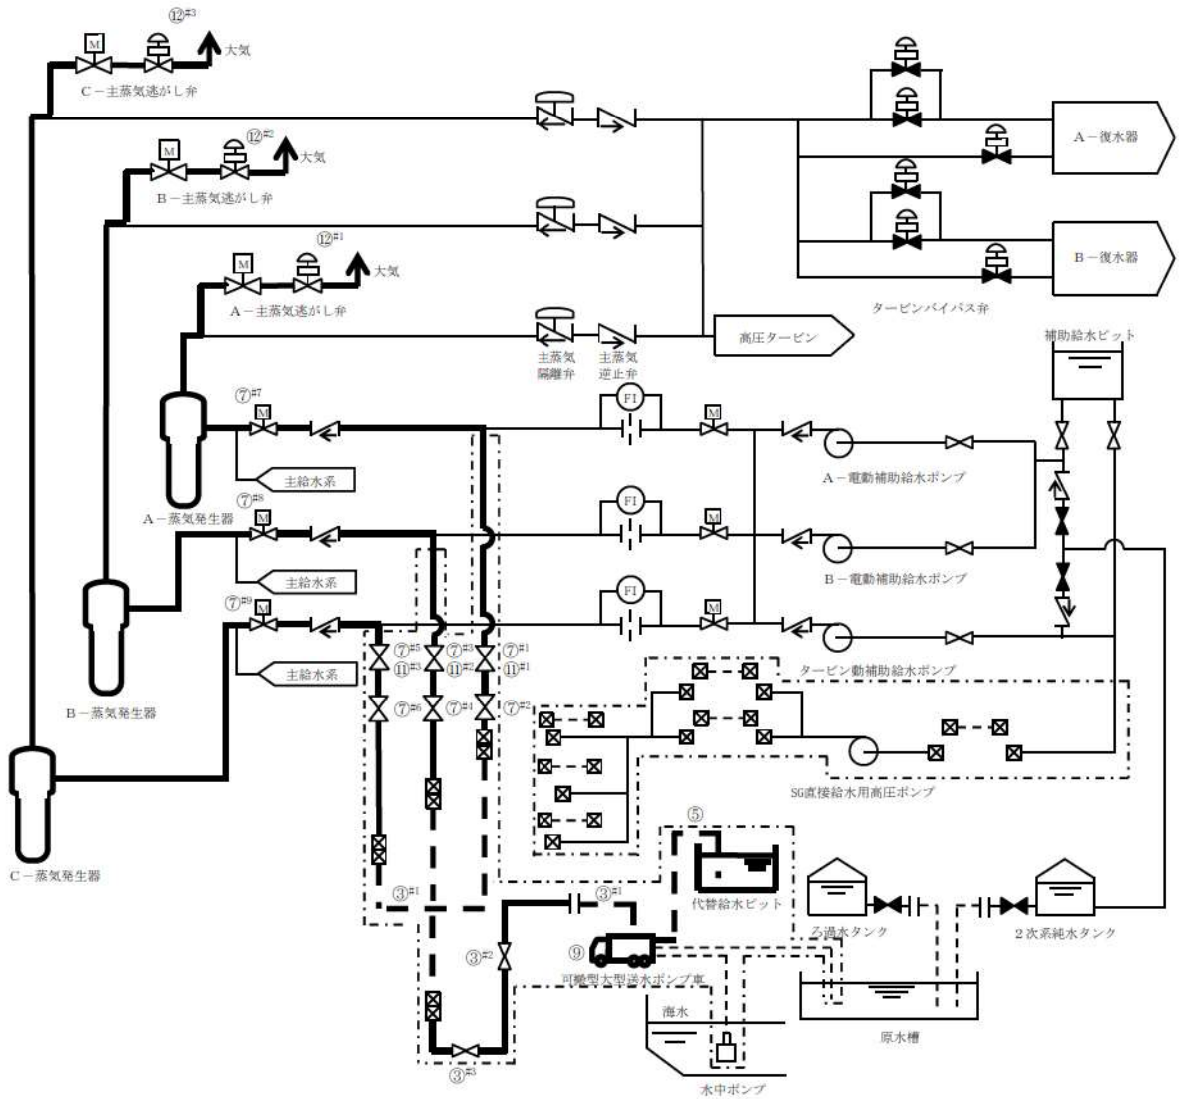 ⑫#3
M
大気
C－主蒸気逃がし弁
⑫#2
M
大気
B－主蒸気逃がし弁
⑫#1
M
大気
A－主蒸気逃がし弁
A－復水器
B－復水器
タービンバイパス弁
高圧タービン
主蒸気
隔離弁
主蒸気
逆止弁
補助給水ピット
⑦#7
M
FI
M
主給水系
A－電動補助給水ポンプ
A－蒸気発生器
⑦#8
M
FI
M
主給水系
B－電動補助給水ポンプ
⑦#9
M
FI
M
主給水系
タービン動補助給水ポンプ
⑦#5
⑪#3
⑦#3
⑪#2
⑦#1
⑪#1
⑦#6
⑦#4
⑦#2
B－蒸気発生器
SG直接給水用高圧ポンプ
C－蒸気発生器
⑤
代替給水ピット
ろ過水タンク
2次系純水タンク
③#1
③#1
③#2
⑨
可搬型大型送水ポンプ車
海水
原水槽
③#3
水中ポンプ